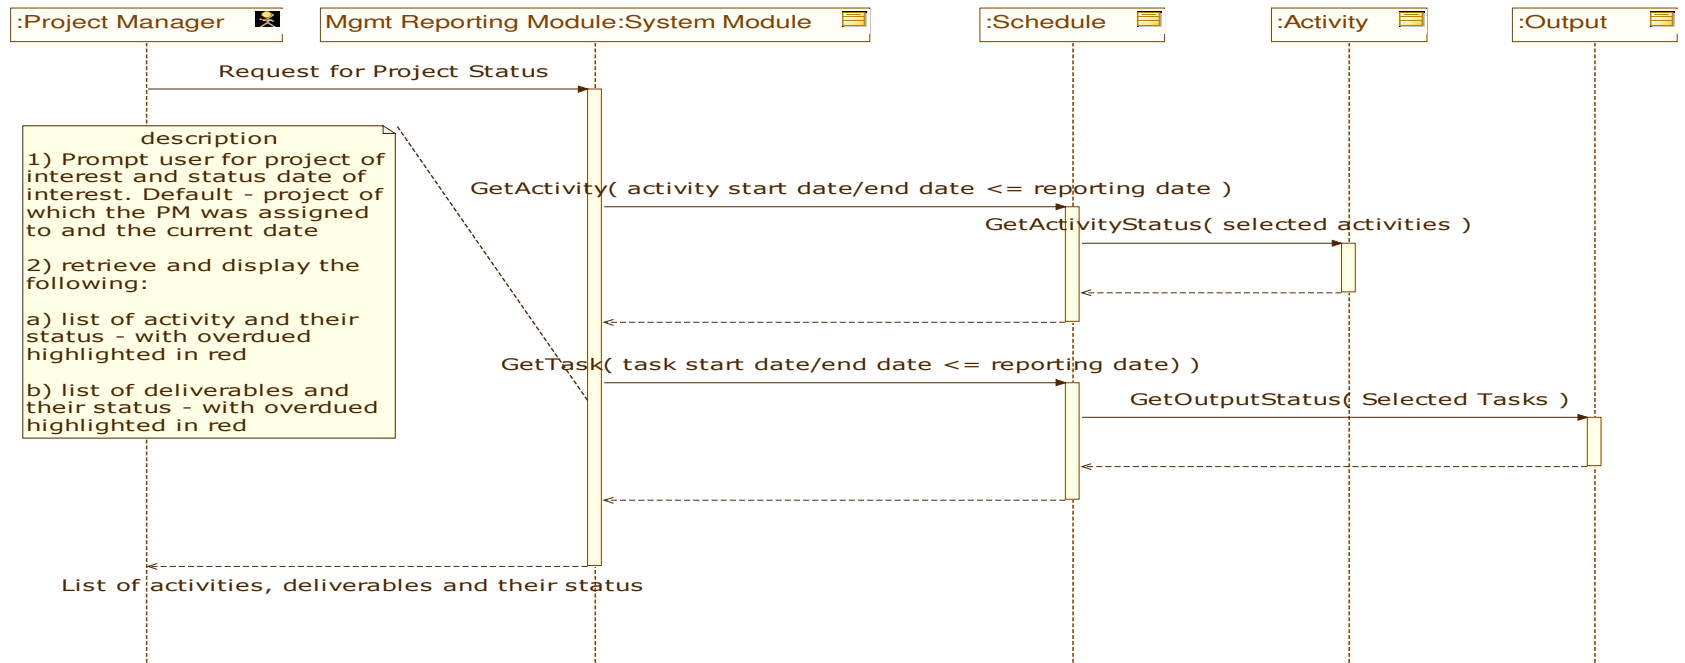 :Project Manager
Mgmt Reporting Module:System Module
:Schedule
:Activity
:Output
Request for Project Status
description
1) Prompt user for project of
interest and status date of
interest. Default - project of
which the PM was assigned
to and the current date
2) retrieve and display the
following:
a) list of activity and their
status - with overdued
highlighted in red
b) list of deliverables and
their status - with overdued
highlighted in red
GetActivity( activity start date/end date <= reporting date )
GetActivityStatus( selected activities )
GetTask( task start date/end date <= reporting date) )
GetOutputStatus( Selected Tasks )
List of activities, deliverables and their status